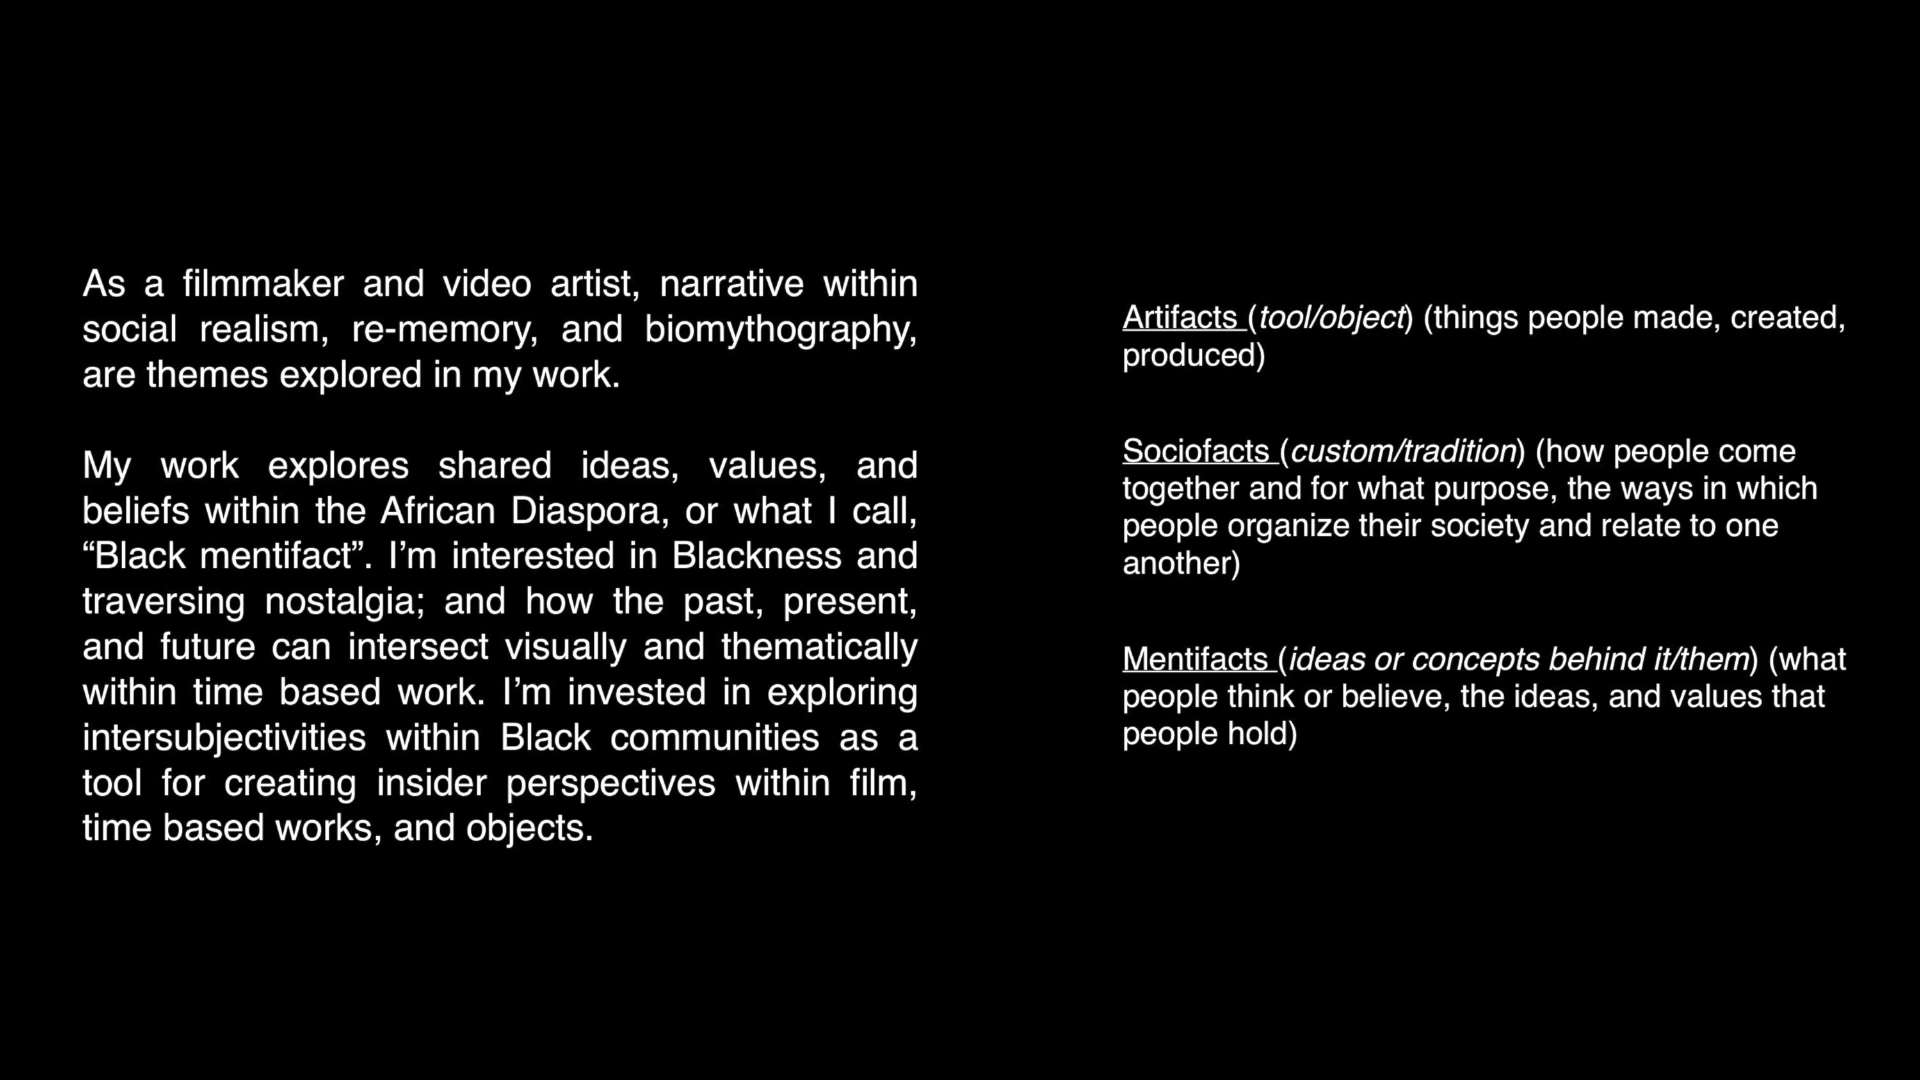 As a filmmaker and video artist, narrative within
social realism, re-memory, and biomythography,
are themes explored in my work.
My work explores shared ideas, values, and
beliefs within the African Diaspora, or what I call,
“Black mentifact”. I’m interested in Blackness and
traversing nostalgia; and how the past, present,
and future can intersect visually and thematically
within time based work. I’m invested in exploring
intersubjectivities within Black communities as a
tool for creating insider perspectives within film,
time based works, and objects.
Artifacts (tool/object) (things people made, created,
produced)
Sociofacts (custom/tradition) (how people come
together and for what purpose, the ways in which
people organize their society and relate to one
another)
Mentifacts (ideas or concepts behind it/them) (what
people think or believe, the ideas, and values that
people hold)